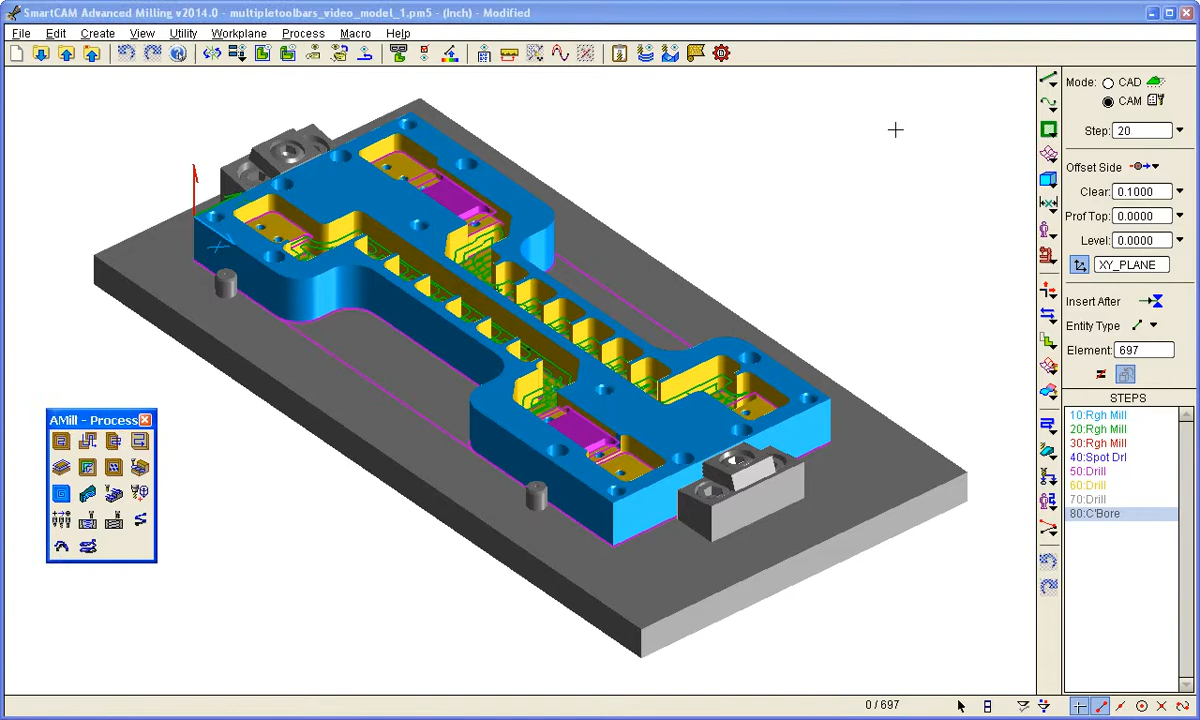 SmartCAM Advanced Milling v2014.0 - multipletoolbars_video_model_1.pm5 - (Inch) - Modified
File Edit Create View Utility Workplane Process Macro Help
Mode: CAD
CAM
Step: 20
Offset Side
Clear: 0.1000
Prof Top: 0.0000
Level: 0.0000
XY_PLANE
Insert After
Entity Type
Element: 697
STEPS
10:Rgh Mill
20:Rgh Mill
30:Rgh Mill
40:Spot Drl
50:Drill
60:Drill
70:Drill
80:C'Bore
AMill - Process
0 / 697